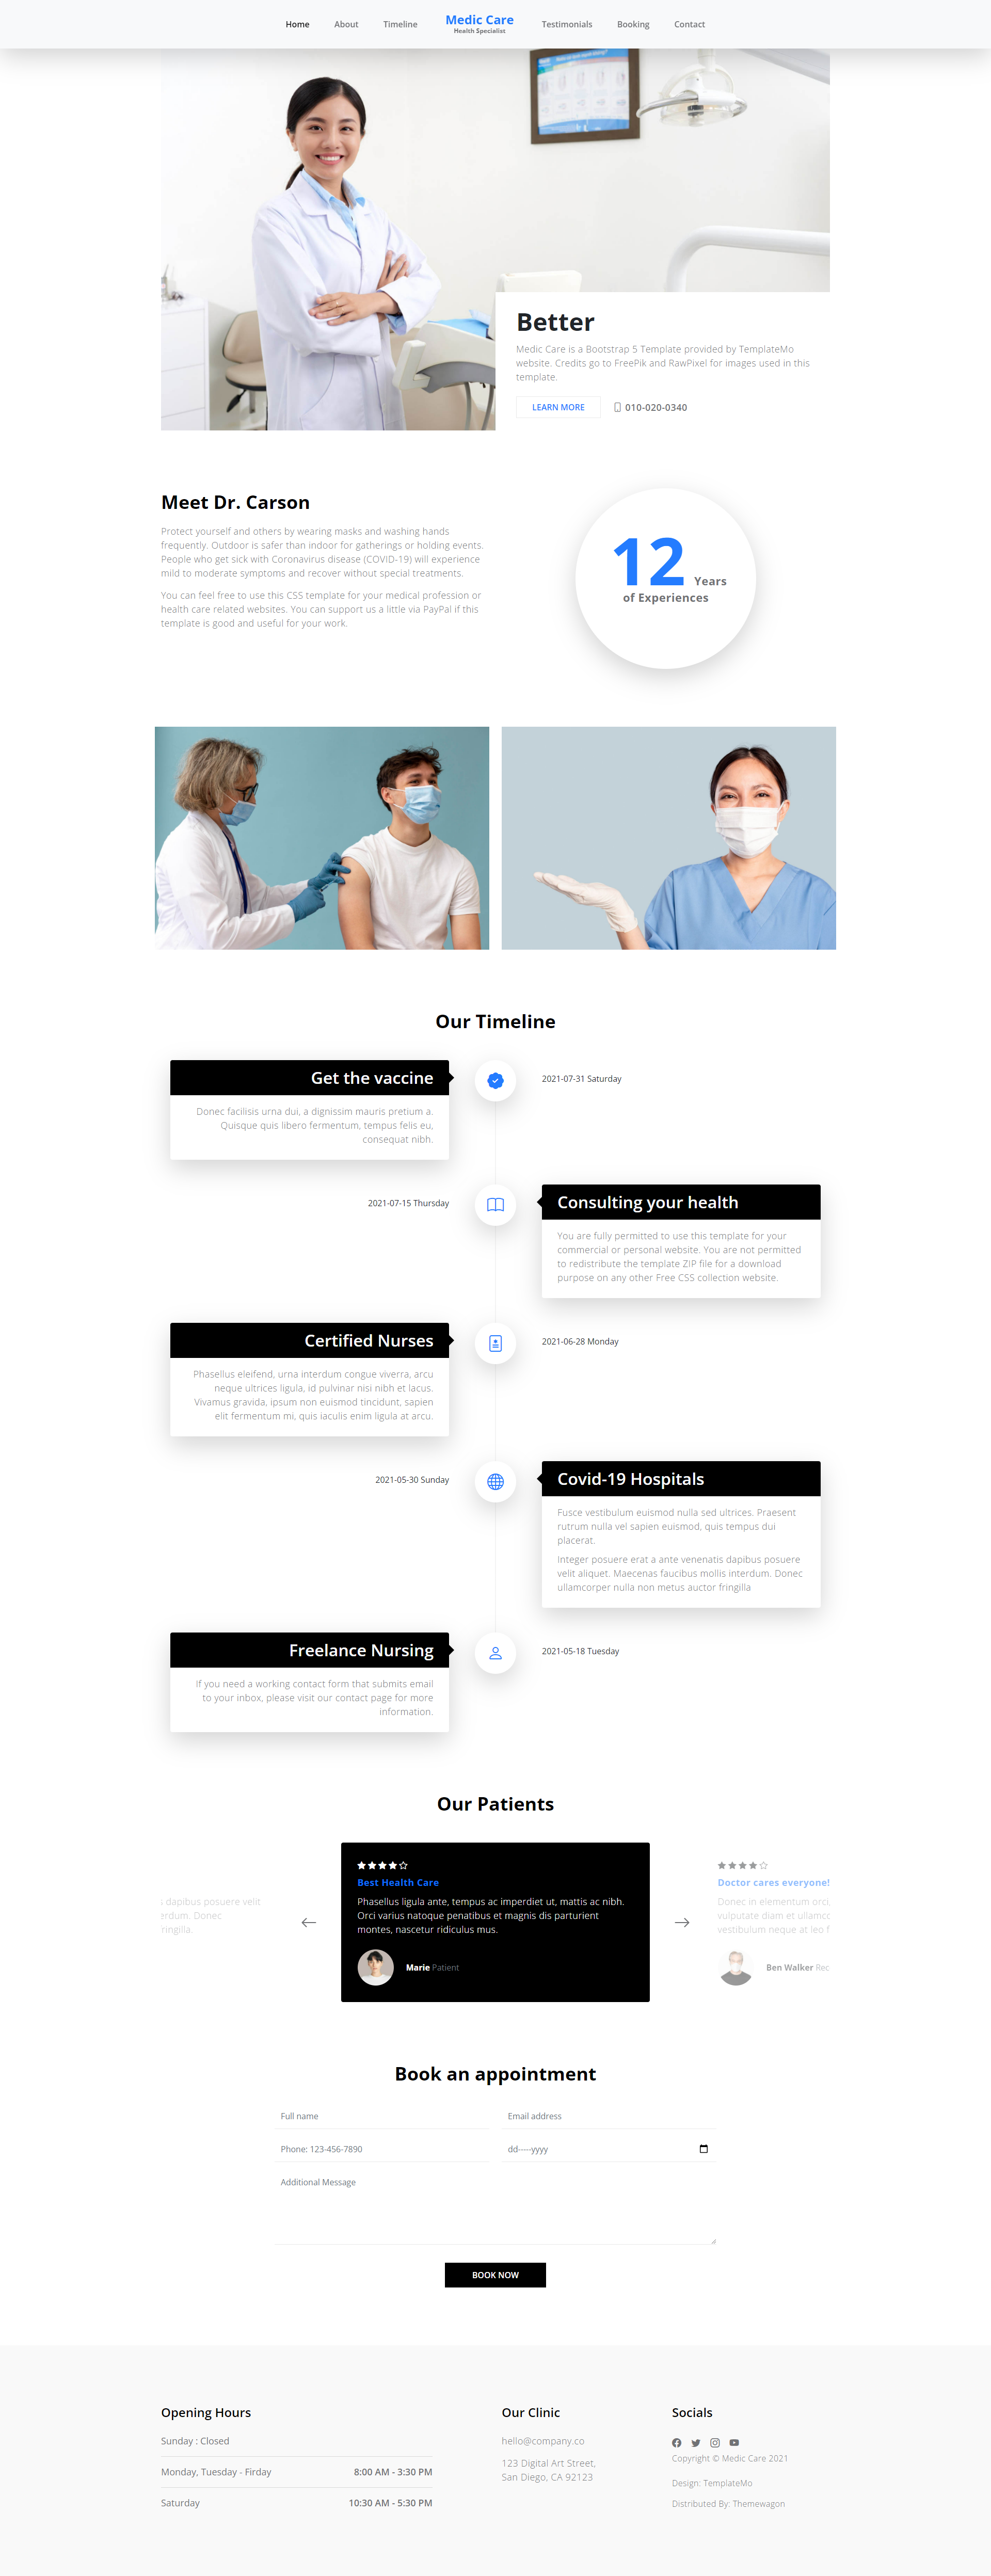 Home
About
Timeline
Medic Care
Health Specialist
Testimonials
Booking
Contact
Better
Medic Care is a Bootstrap 5 Template provided by TemplateMo
website. Credits go to FreePik and RawPixel for images used in this
template.
LEARN MORE
010-020-0340
Meet Dr. Carson
Protect yourself and others by wearing masks and washing hands
frequently. Outdoor is safer than indoor for gatherings or holding events.
People who get sick with Coronavirus disease (COVID-19) will experience
mild to moderate symptoms and recover without special treatments.
You can feel free to use this CSS template for your medical profession or
health care related websites. You can support us a little via PayPal if this
template is good and useful for your work.
12 Years
of Experiences
Our Timeline
Get the vaccine
Donec facilisis urna dui, a dignissim mauris pretium a.
Quisque quis libero fermentum, tempus felis eu,
consequat nibh.
2021-07-31 Saturday
2021-07-15 Thursday
Consulting your health
You are fully permitted to use this template for your
commercial or personal website. You are not permitted
to redistribute the template ZIP file for a download
purpose on any other Free CSS collection website.
Certified Nurses
Phasellus eleifend, urna interdum congue viverra, arcu
neque ultrices ligula, id pulvinar nisi nibh et lacus.
Vivamus gravida, ipsum non euismod tincidunt, sapien
elit fermentum mi, quis iaculis enim ligula at arcu.
2021-06-28 Monday
2021-05-30 Sunday
Covid-19 Hospitals
Fusce vestibulum euismod nulla sed ultrices. Praesent
rutrum nulla vel sapien euismod, quis tempus dui
placerat.
Integer posuere erat a ante venenatis dapibus posuere
velit aliquet. Maecenas faucibus mollis interdum. Donec
ullamcorper nulla non metus auctor fringilla
Freelance Nursing
If you need a working contact form that submits email
to your inbox, please visit our contact page for more
information.
2021-05-18 Tuesday
Our Patients
dapibus posuere velit
erdum. Donec
ringilla.
Best Health Care
Phasellus ligula ante, tempus ac imperdiet ut, mattis ac nibh.
Orci varius natoque penatibus et magnis dis parturient
montes, nascetur ridiculus mus.
Marie Patient
Doctor cares everyone!
Donec in elementum orci,
vulputate diam et ullamc
vestibulum neque at leo f
Ben Walker Rec
Book an appointment
Full name
Email address
Phone: 123-456-7890
dd-----yyyy
Additional Message
BOOK NOW
Opening Hours
Sunday : Closed
Monday, Tuesday - Firday
8:00 AM - 3:30 PM
Saturday
10:30 AM - 5:30 PM
Our Clinic
hello@company.co
123 Digital Art Street,
San Diego, CA 92123
Socials
Copyright © Medic Care 2021
Design: TemplateMo
Distributed By: Themewagon